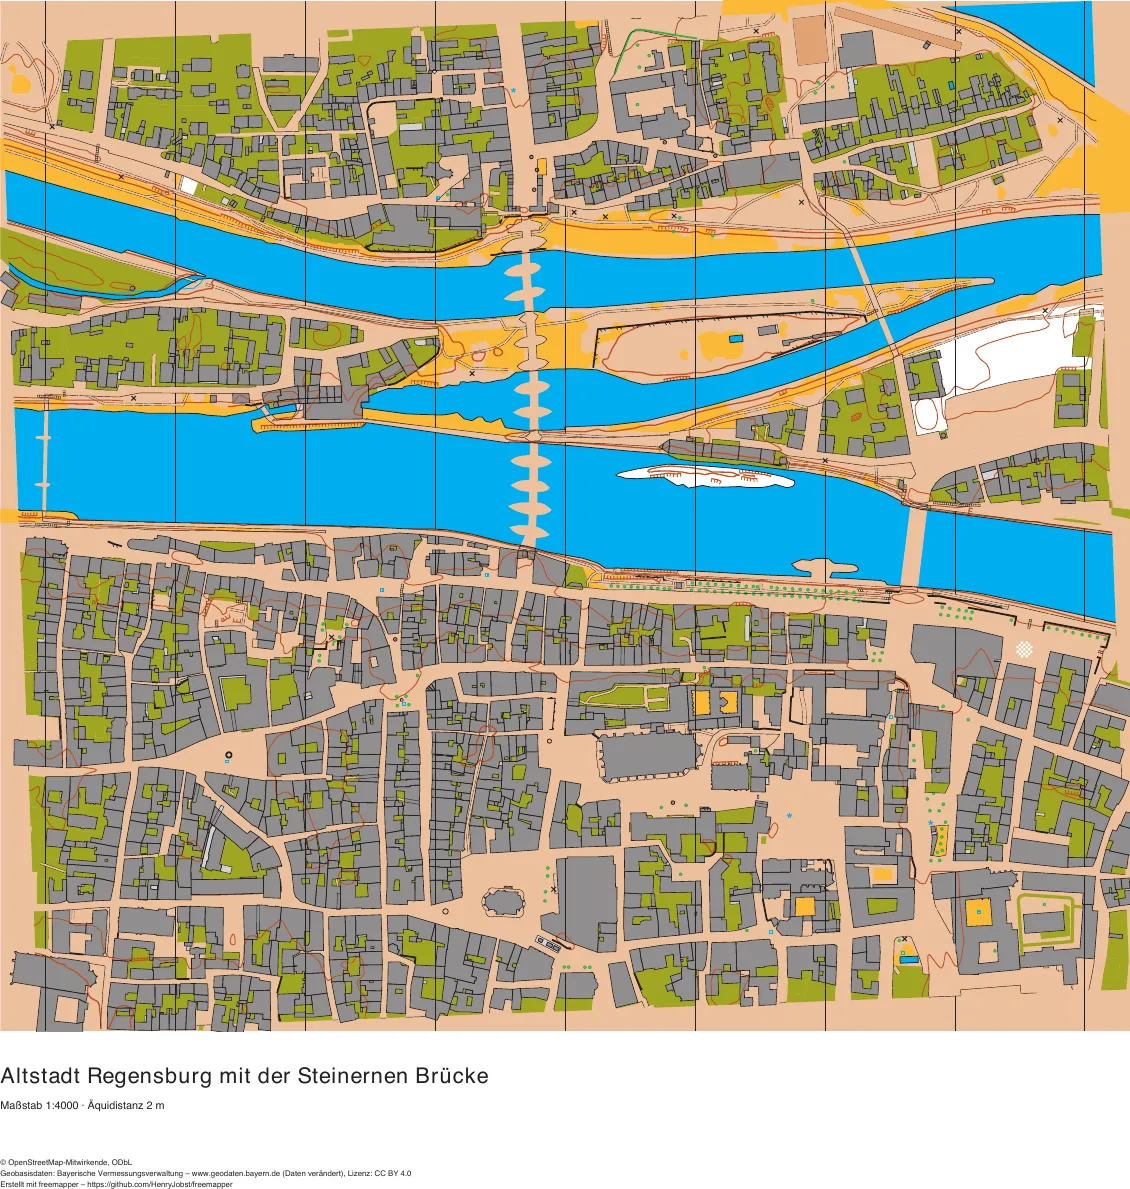 Altstadt Regensburg mit der Steinernen Brücke
Maßstab 1:4000 · Äquidistanz 2 m
© OpenStreetMap-Mitwirkende, ODbL
Geobasisdaten: Bayerische Vermessungsverwaltung – www.geodaten.bayern.de (Daten verändert), Lizenz: CC BY 4.0
Erstellt mit freemapper – https://github.com/HenryJobst/freemapper